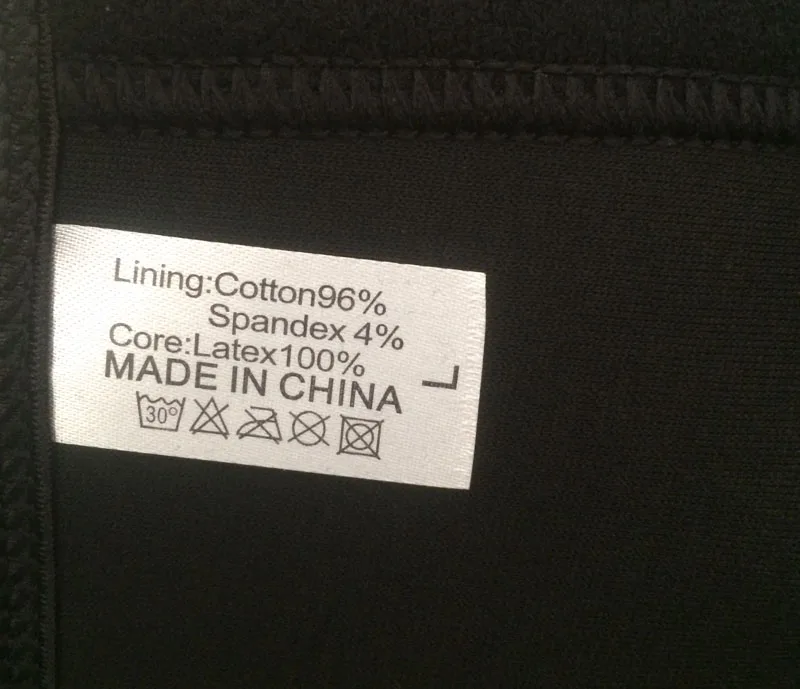 Lining:Cotton96%
Spandex 4%
Core:Latex100%
MADE IN CHINA
L
30°